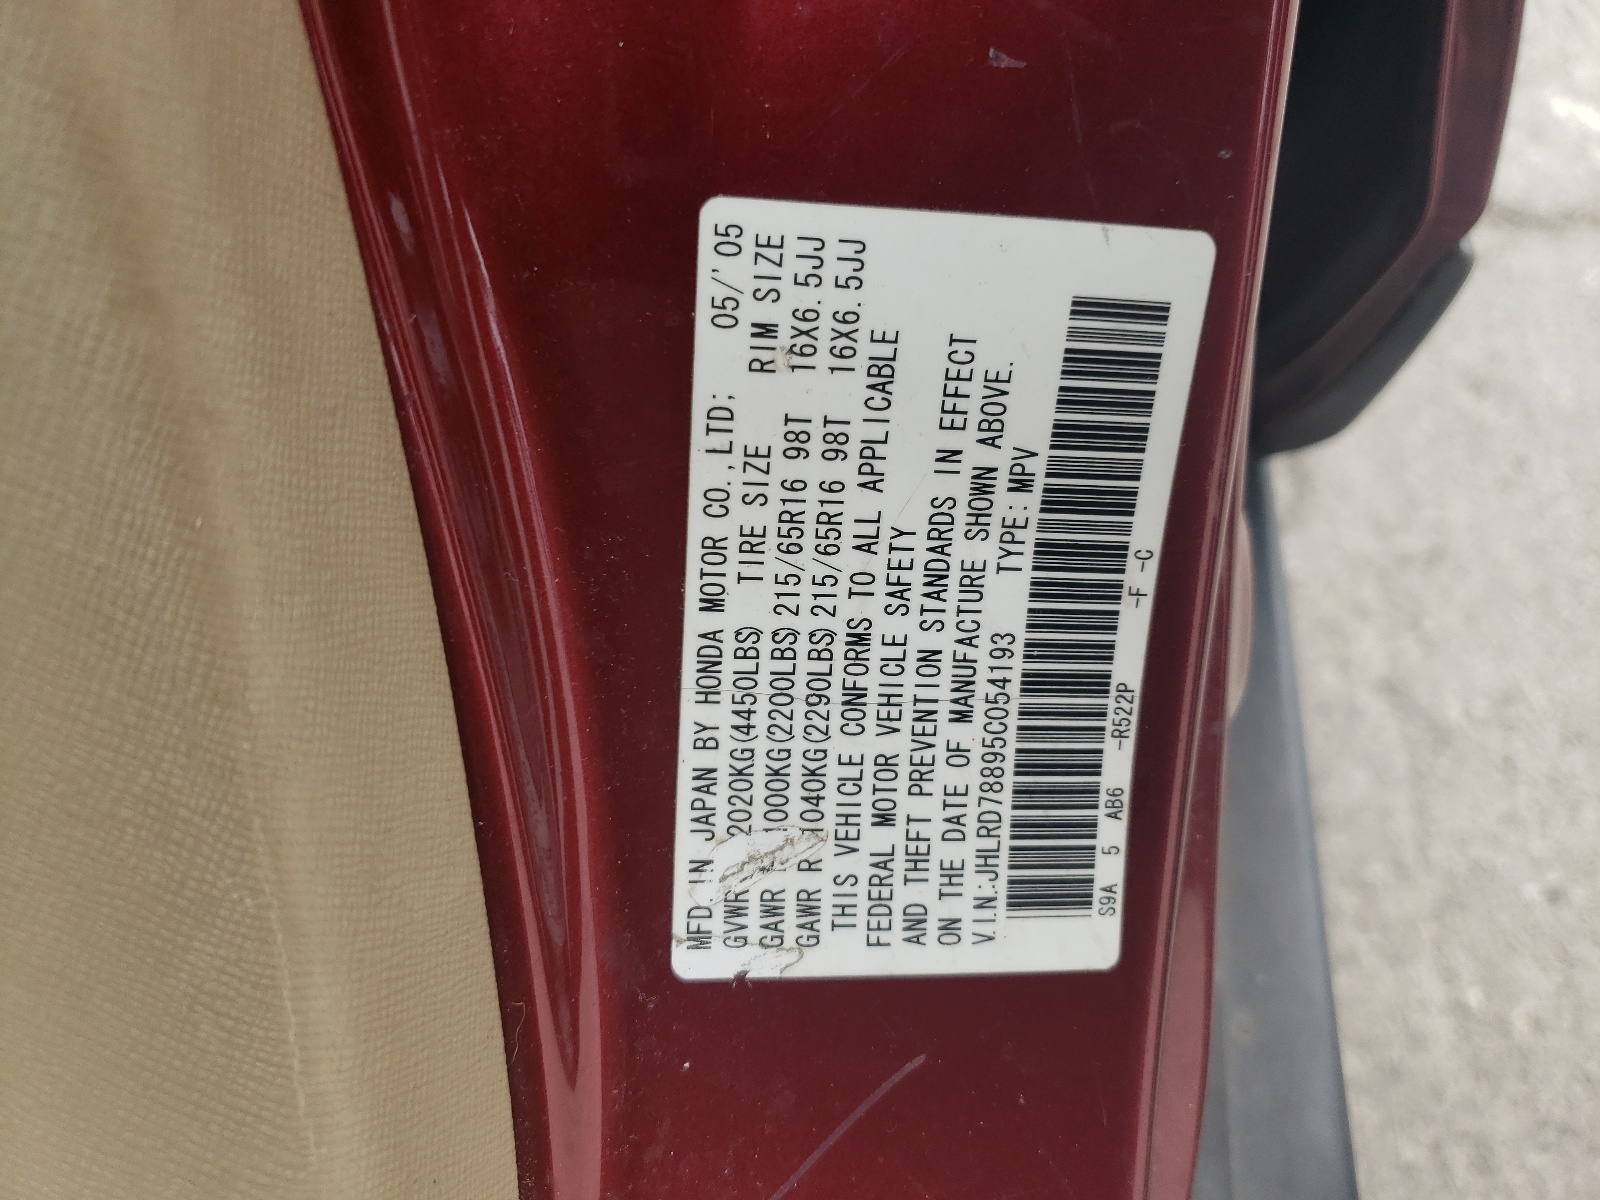 MFD. IN JAPAN BY HONDA MOTOR CO., LTD; 05/'05
GVWR 2020KG(4450LBS) TIRE SIZE RIM SIZE
GAWR 1000KG(2200LBS) 215/65R16 98T 16X6.5JJ
GAWR R 1040KG(2290LBS) 215/65R16 98T 16X6.5JJ
THIS VEHICLE CONFORMS TO ALL APPLICABLE
FEDERAL MOTOR VEHICLE SAFETY
AND THEFT PREVENTION STANDARDS IN EFFECT
ON THE DATE OF MANUFACTURE SHOWN ABOVE.
V.I.N.:JHLRD78895C054193 TYPE: MPV
S9A 5 AB6 -R522P -F -C